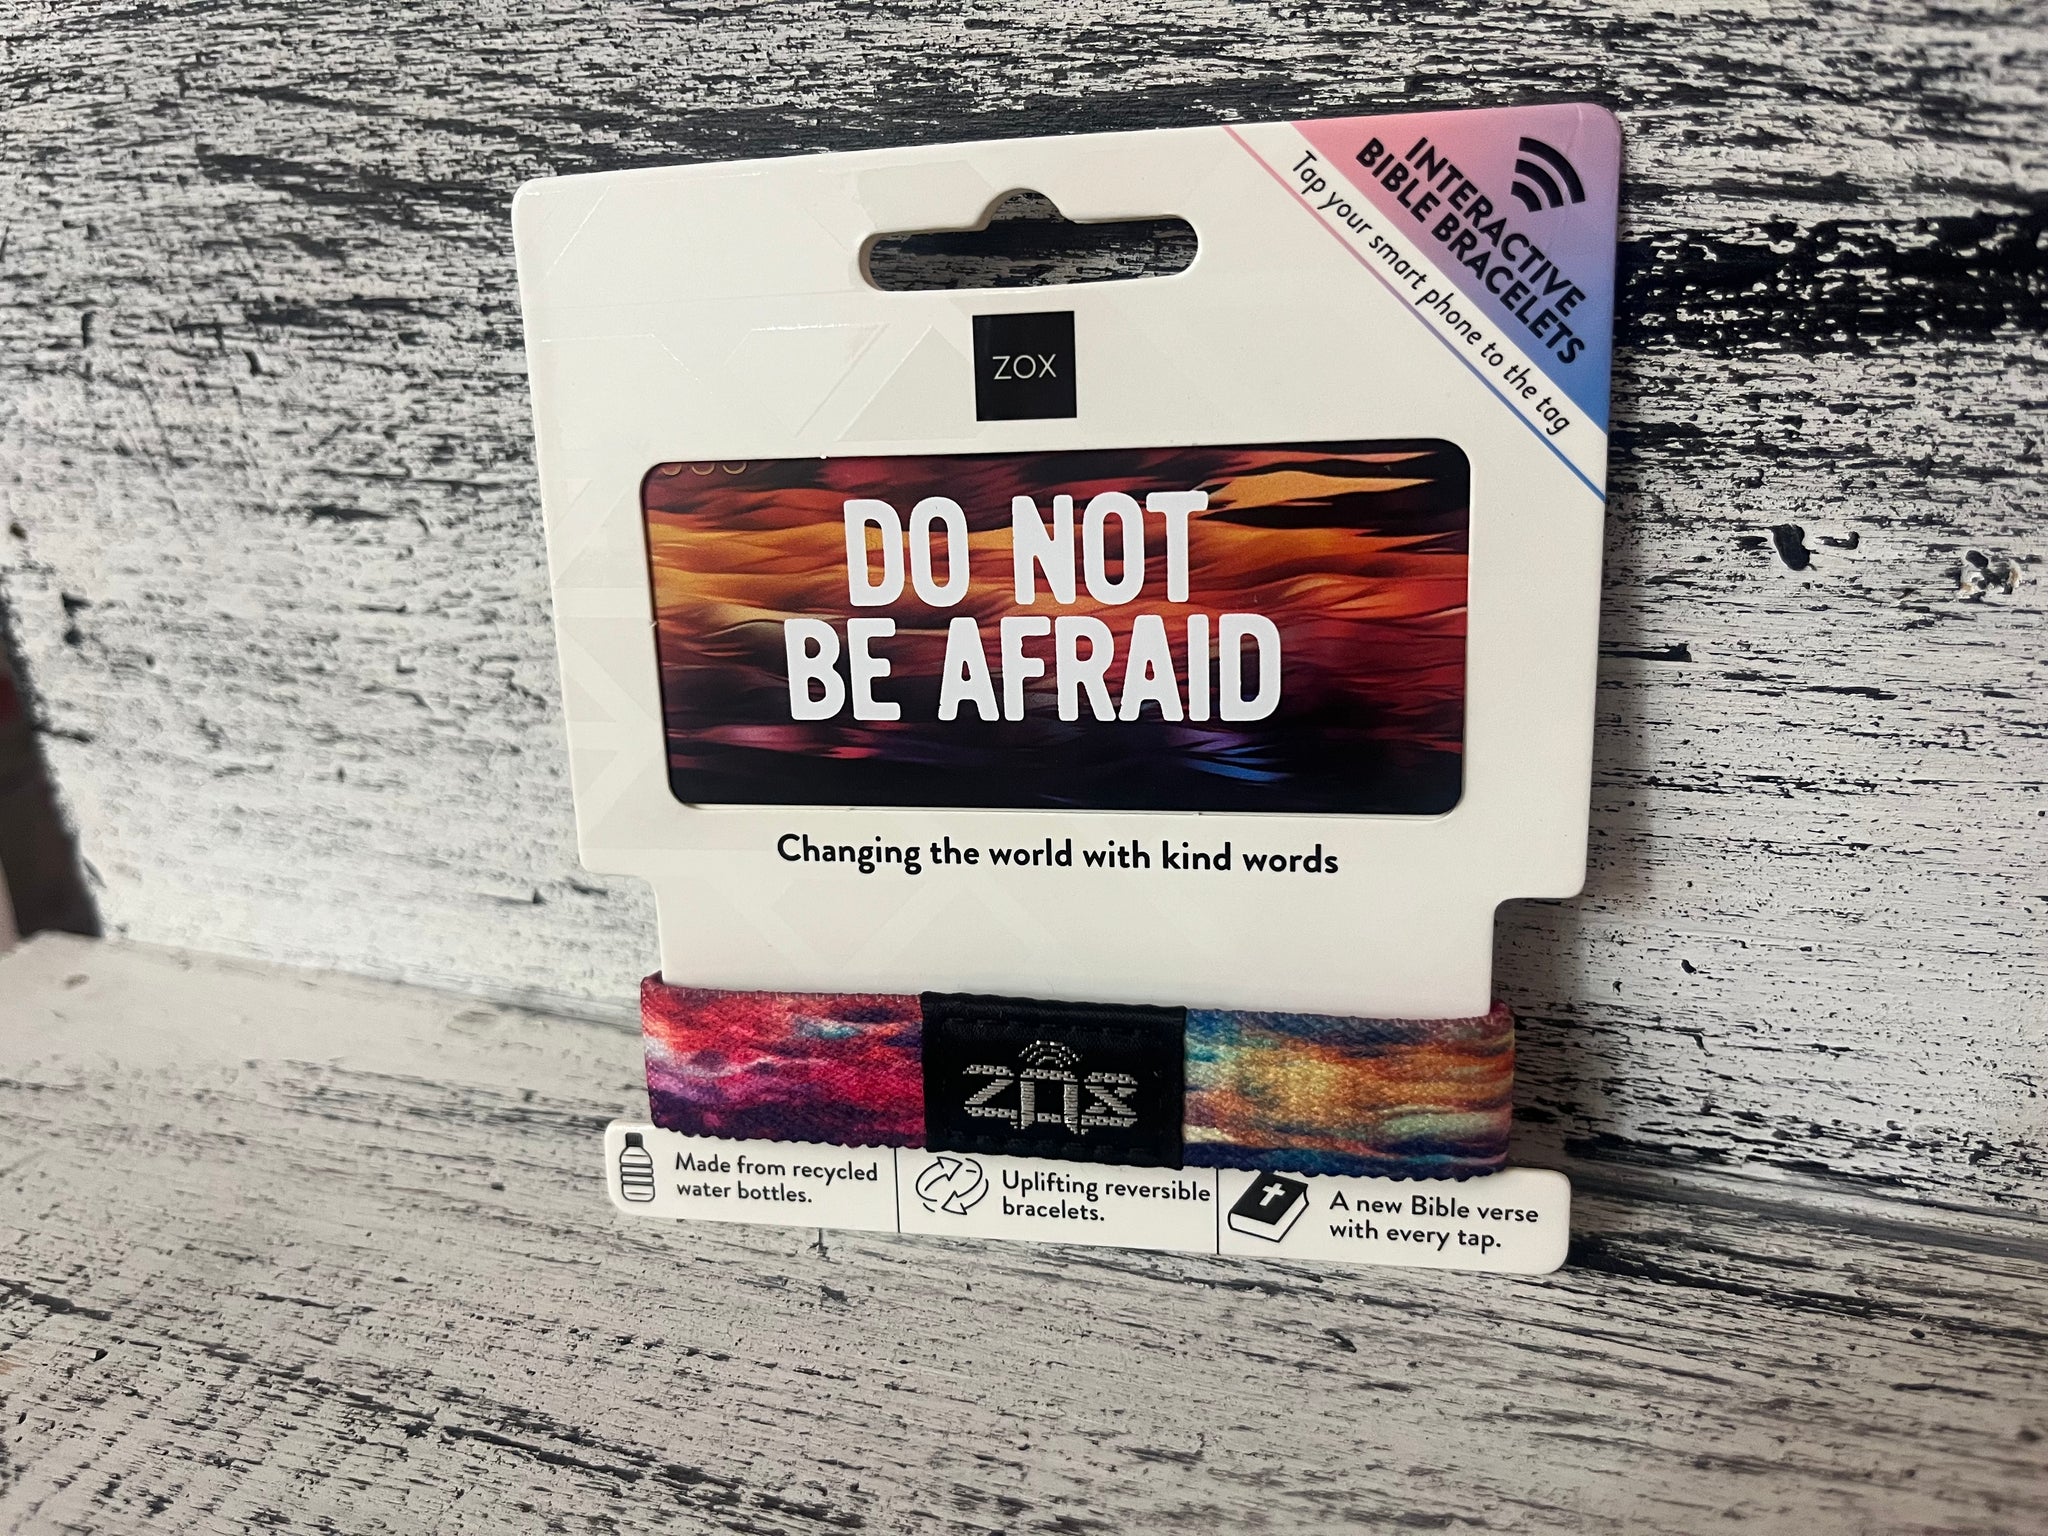 INTERACTIVE
BIBLE BRACELETS
Tap your smart phone to the tag
ZOX
DO NOT
BE AFRAID
Changing the world with kind words
ZOX
Made from recycled
water bottles.
Uplifting reversible
bracelets.
A new Bible verse
with every tap.